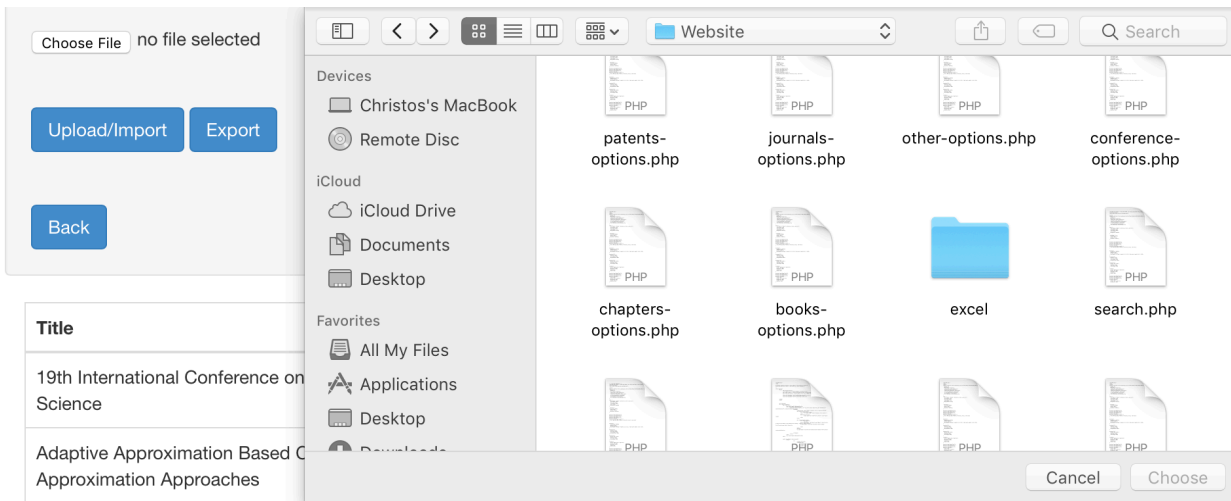 Choose File no file selected
Upload/Import Export
Back
Title
19th International Conference on
Science
Adaptive Approximation Based C
Approximation Approaches
Website
Search
Devices
Christos's MacBook
Remote Disc
iCloud
iCloud Drive
Documents
Desktop
Favorites
All My Files
Applications
Desktop
Downloads
PHP PHP PHP PHP
patents- journals- other-options.php conference-
options.php options.php options.php
PHP PHP PHP
chapters- books- excel search.php
options.php options.php
PHP PHP PHP PHP
Cancel Choose